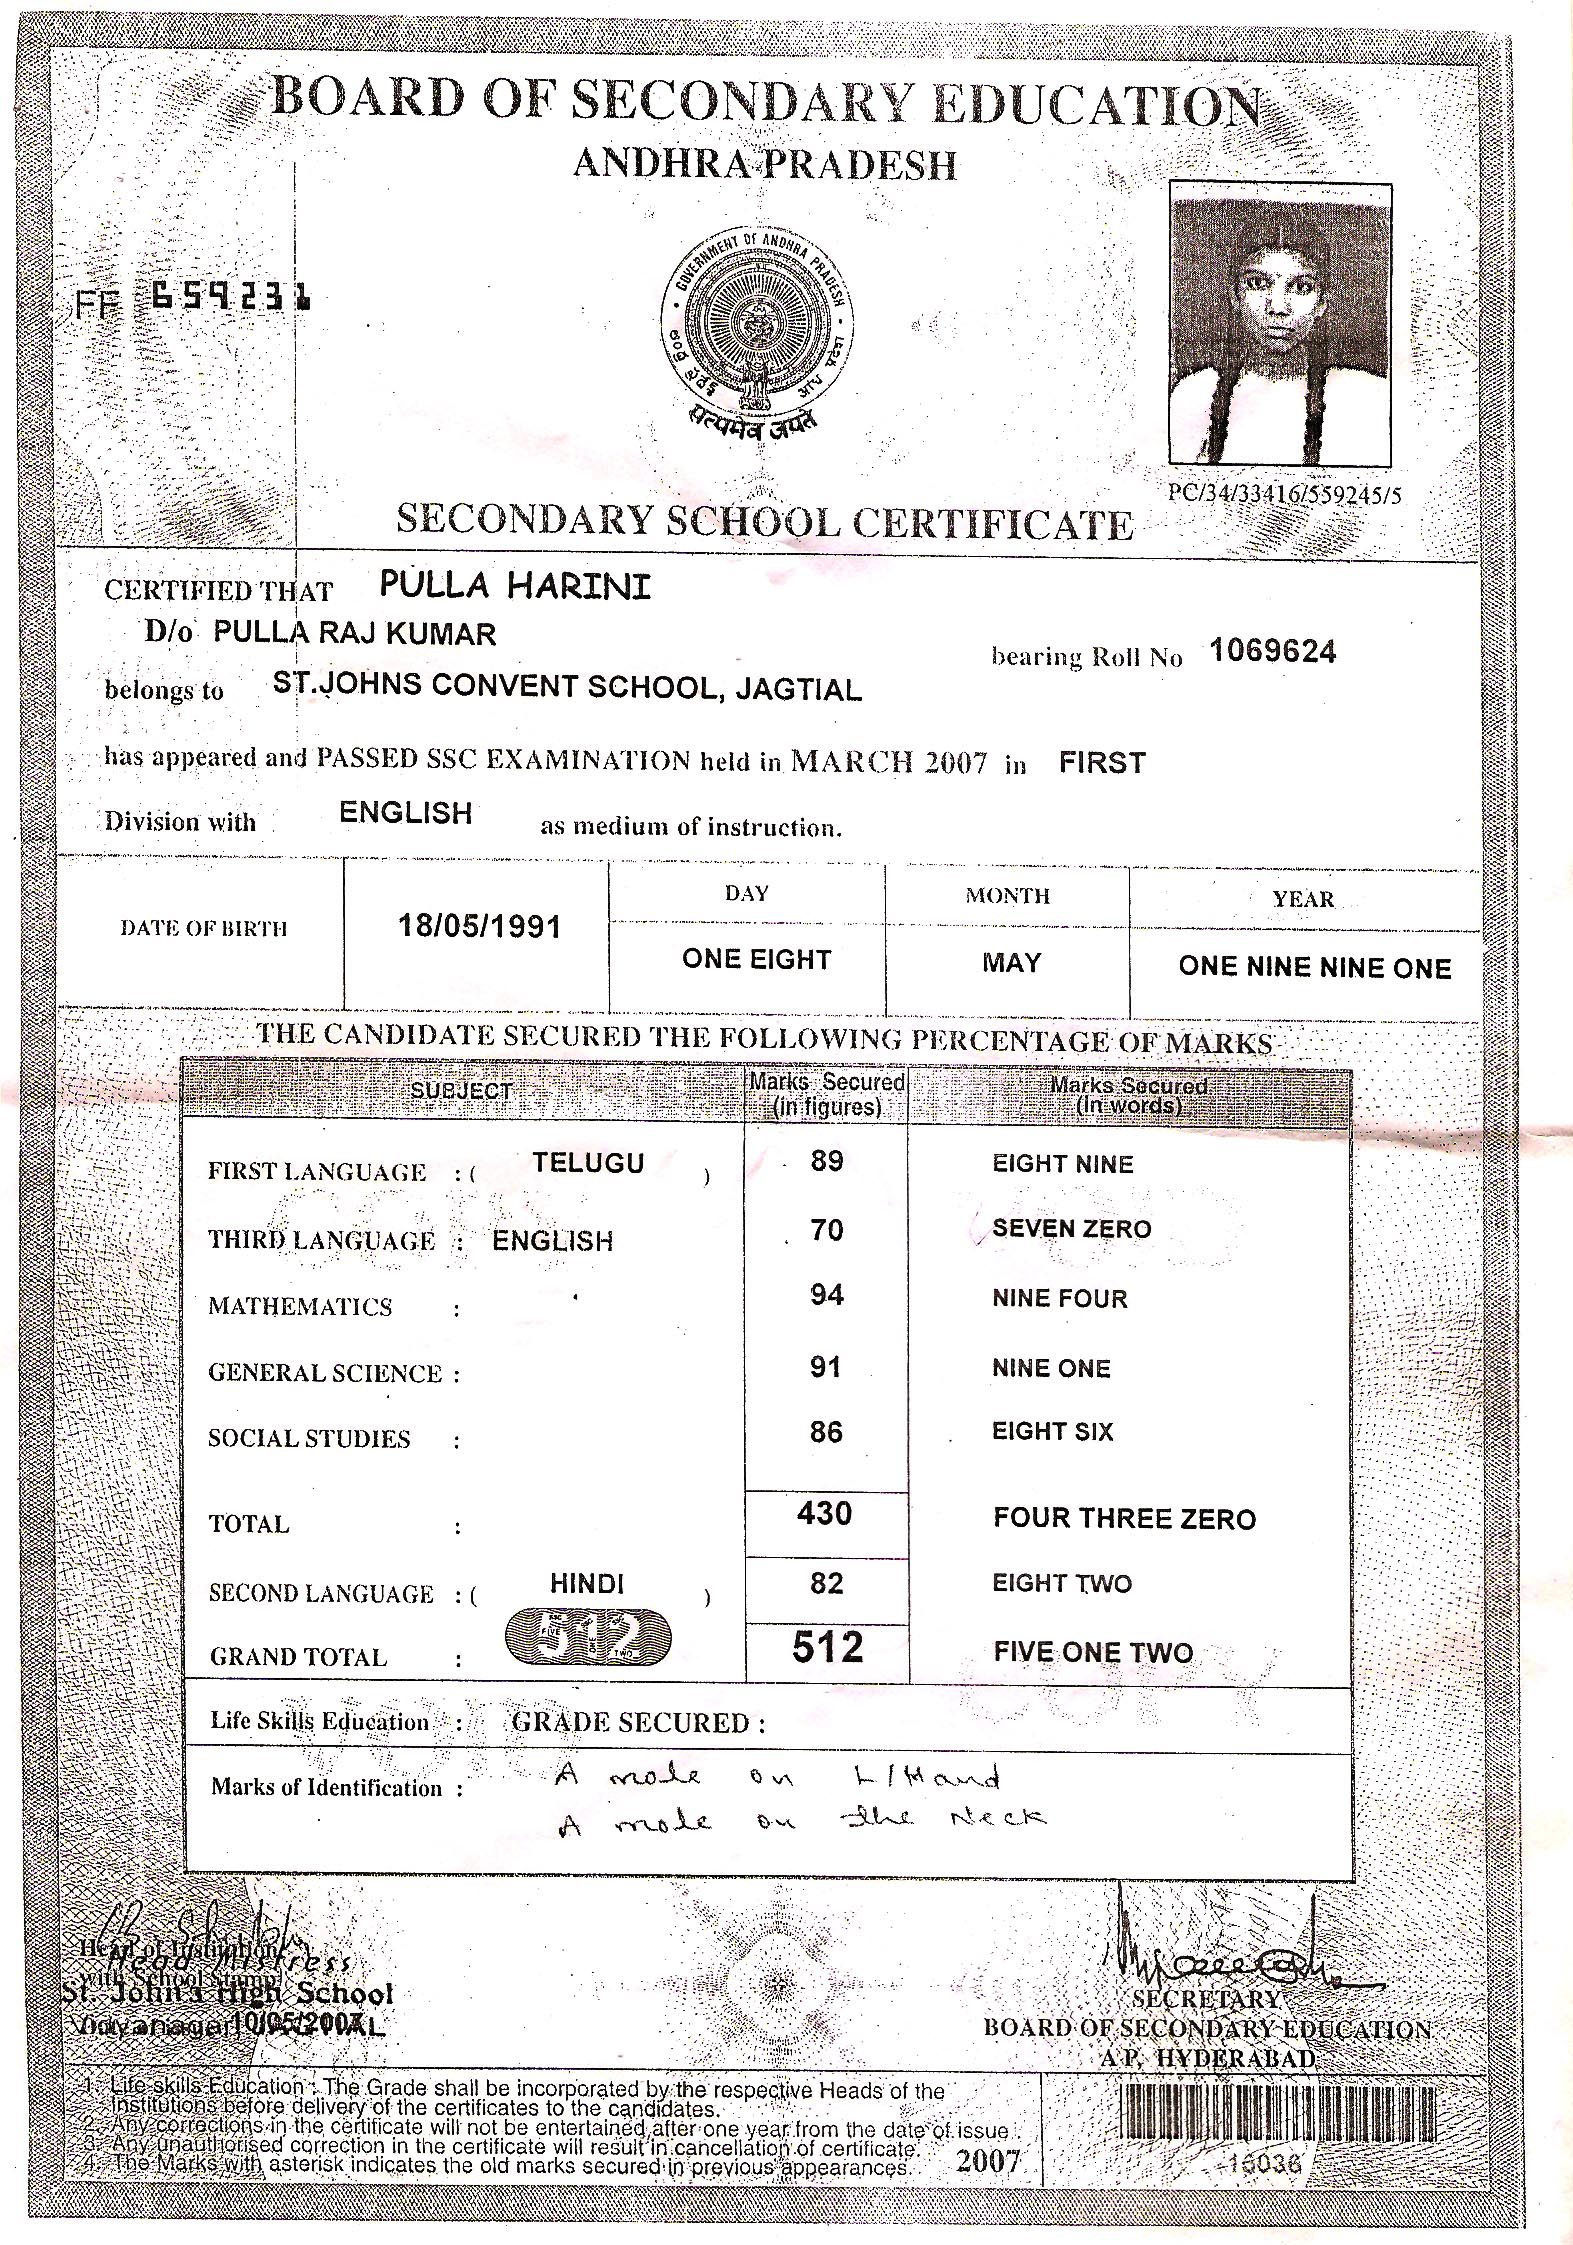 BOARD OF SECONDARY EDUCATION
ANDHRA PRADESH
FF 659231
GOVERNMENT OF ANDHRA PRADESH
सत्यमेव जयते
PC/34/33416/559245/5
SECONDARY SCHOOL CERTIFICATE
CERTIFIED THAT PULLA HARINI
D/o PULLA RAJ KUMAR
bearing Roll No 1069624
belongs to ST.JOHNS CONVENT SCHOOL, JAGTIAL
has appeared and PASSED SSC EXAMINATION held in MARCH 2007 in FIRST
Division with ENGLISH as medium of instruction.
DATE OF BIRTH 18/05/1991 DAY MONTH YEAR
ONE EIGHT MAY ONE NINE NINE ONE
THE CANDIDATE SECURED THE FOLLOWING PERCENTAGE OF MARKS
SUBJECT Marks Secured (in figures) Marks Secured (In words)
FIRST LANGUAGE : ( TELUGU ) 89 EIGHT NINE
THIRD LANGUAGE : ENGLISH 70 SEVEN ZERO
MATHEMATICS : 94 NINE FOUR
GENERAL SCIENCE : 91 NINE ONE
SOCIAL STUDIES : 86 EIGHT SIX
TOTAL : 430 FOUR THREE ZERO
SECOND LANGUAGE : ( HINDI ) 82 EIGHT TWO
GRAND TOTAL : 512 512 FIVE ONE TWO
Life Skills Education : GRADE SECURED :
Marks of Identification : A mole on L/Hand
A mole on the Neck
Head of Institution
Head Mistress
with School Stamp
St. John's High School
10/05/2007
SECRETARY
BOARD OF SECONDARY EDUCATION
A.P. HYDERABAD
1. Life skills Education : The Grade shall be incorporated by the respective Heads of the
Institutions before delivery of the certificates to the candidates.
2. Any corrections in the certificate will not be entertained after one year from the date of issue.
3. Any unauthorised correction in the certificate will result in cancellation of certificate.
4. The Marks with asterisk indicates the old marks secured in previous appearances.
2007
16036